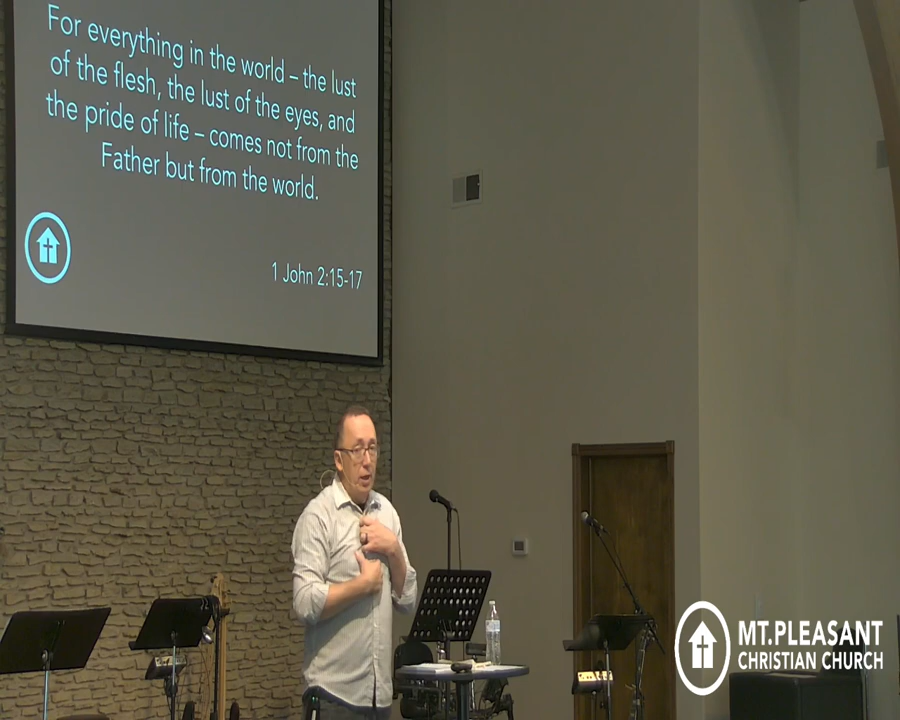 For everything in the world – the lust
of the flesh, the lust of the eyes, and
the pride of life – comes not from the
Father but from the world.
1 John 2:15-17
MT.PLEASANT
CHRISTIAN CHURCH